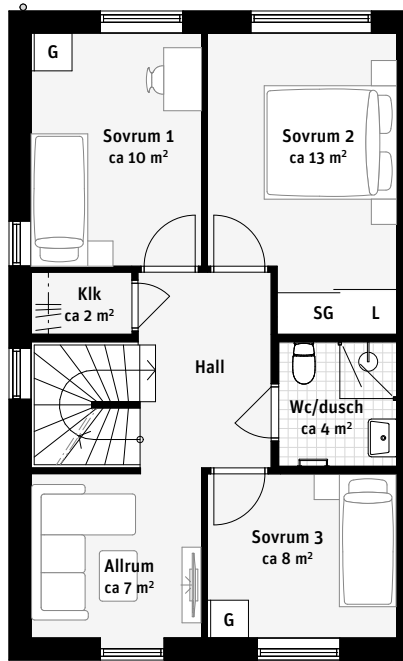 G
Sovrum 1
ca 10 m²
Sovrum 2
ca 13 m²
Klk
ca 2 m²
SG L
Hall
Wc/dusch
ca 4 m²
Allrum
ca 7 m²
Sovrum 3
ca 8 m²
G